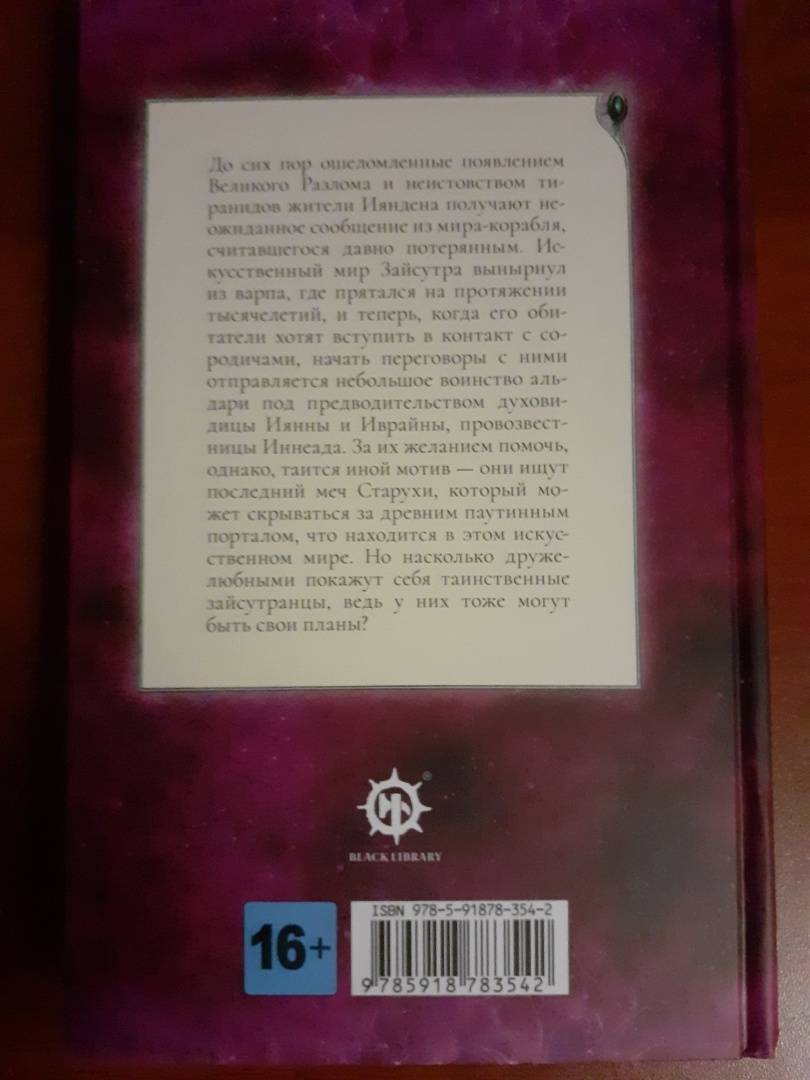 До сих пор ошеломленные появлением
Великого Разлома и неистовством ти-
ранидов жители Ияндена получают не-
ожиданное сообщение из мира-корабля,
считавшегося давно потерянным. Ис-
кусственный мир Зайсутра вынырнул
из варпа, где прятался на протяжении
тысячелетий, и теперь, когда его оби-
татели хотят вступить в контакт с со-
родичами, начать переговоры с ними
отправляется небольшое воинство аль-
дари под предводительством духови-
дицы Иянны и Иврайны, провозвест-
ницы Иннеада. За их желанием помочь,
однако, таится иной мотив — они ищут
последний меч Старухи, который мо-
жет скрываться за древним паутинным
порталом, что находится в этом искус-
ственном мире. Но насколько друже-
любными покажут себя таинственные
зайсутранцы, ведь у них тоже могут
быть свои планы?
®
BLACK LIBRARY
16+
ISBN 978-5-91878-354-2
9 785918 783542